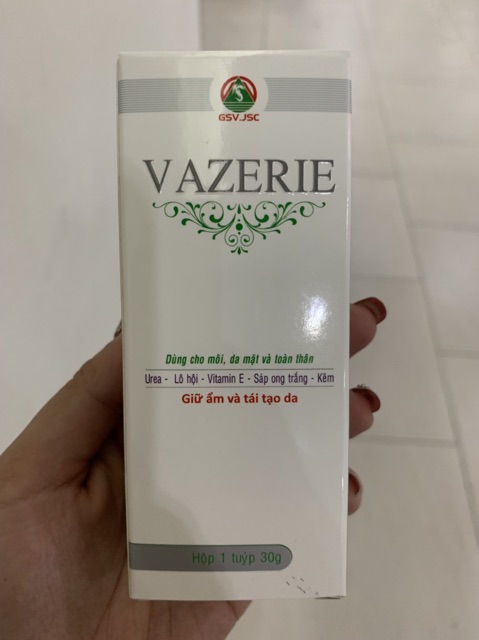 GSV.JSC
VAZERIE
Dùng cho môi, da mặt và toàn thân
Urea - Lô hội - Vitamin E - Sáp ong trắng - Kẽm
Giữ ẩm và tái tạo da
Hộp 1 tuýp 30g